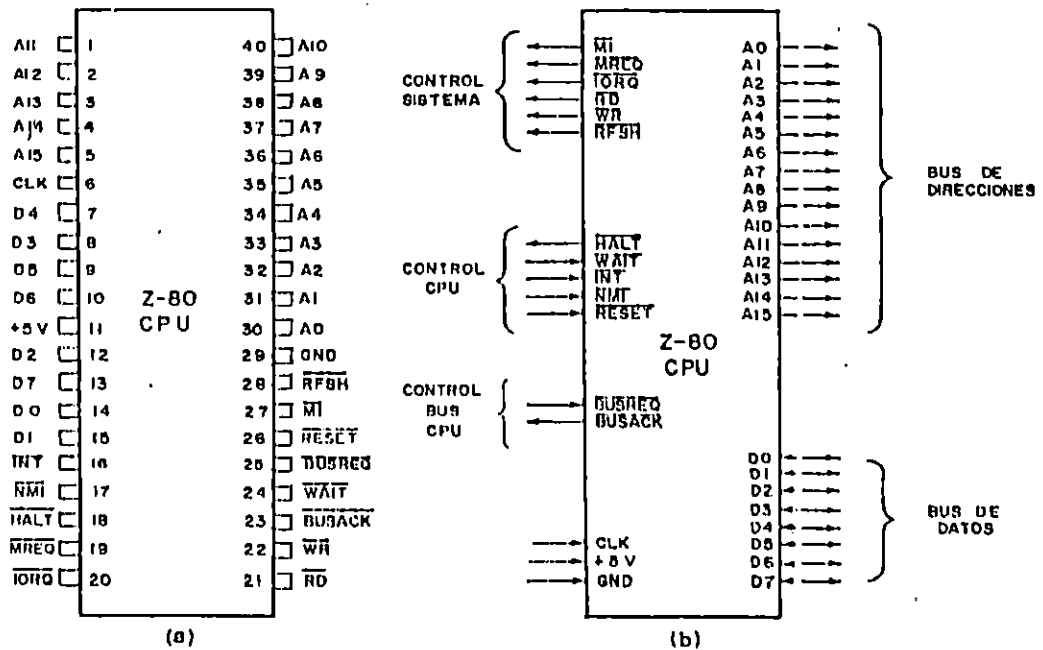 A11 1 40 A10
A12 2 39 A9
A13 3 38 A8
A14 4 37 A7
A15 5 36 A6
CLK 6 35 A5
D4 7 34 A4
D3 8 33 A3
D5 9 32 A2
D6 10 31 A1
+5V 11 30 A0
D2 12 29 GND
D7 13 28 RFSH
D0 14 27 M1
D1 15 26 RESET
INT 16 25 BUSREQ
NMI 17 24 WAIT
HALT 18 23 BUSACK
MREQ 19 22 WR
IORQ 20 21 RD
Z-80
CPU
(a)
CONTROL
SISTEMA
M1
MREQ
IORQ
RD
WR
RFSH
CONTROL
CPU
HALT
WAIT
INT
NMI
RESET
CONTROL
BUS
CPU
BUSREQ
BUSACK
CLK
+5V
GND
Z-80
CPU
A0
A1
A2
A3
A4
A5
A6
A7
A8
A9
A10
A11
A12
A13
A14
A15
BUS DE
DIRECCIONES
D0
D1
D2
D3
D4
D5
D6
D7
BUS DE
DATOS
(b)